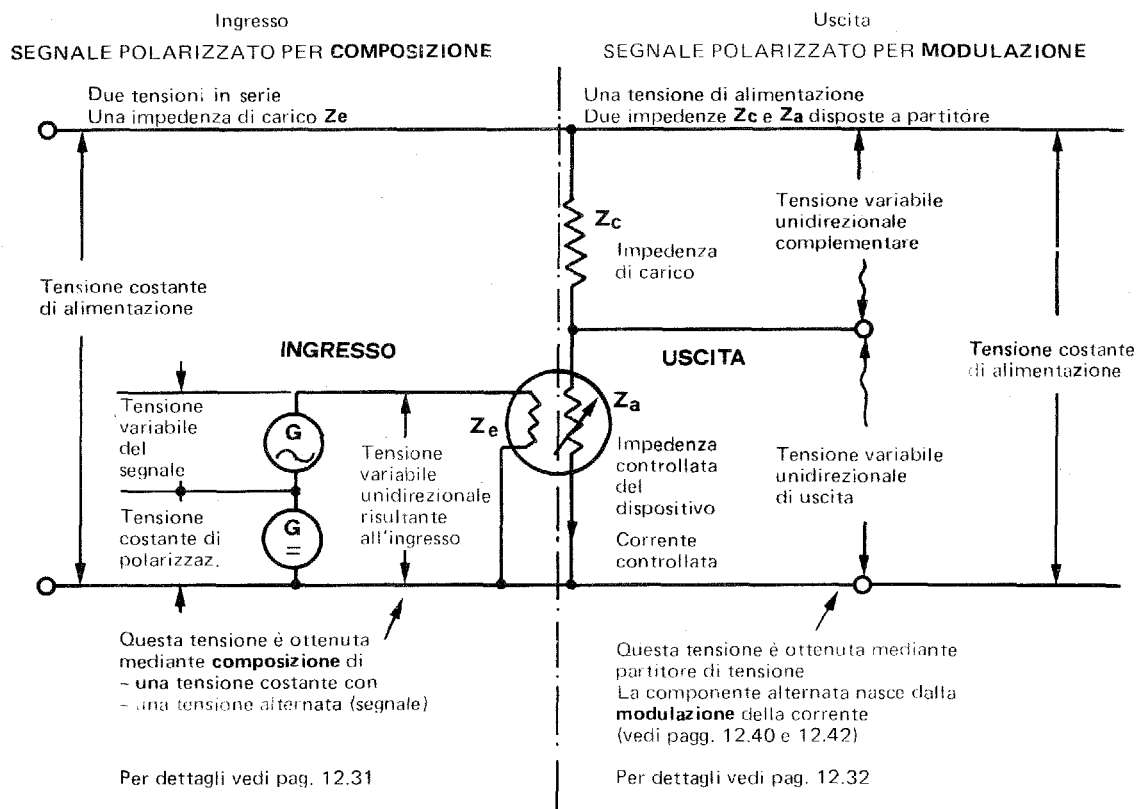 Ingresso
SEGNALE POLARIZZATO PER COMPOSIZIONE
Due tensioni in serie
Una impedenza di carico Ze
Uscita
SEGNALE POLARIZZATO PER MODULAZIONE
Una tensione di alimentazione
Due impedenze Zc e Za disposte a partitore
Tensione costante
di alimentazione
INGRESSO
Tensione
variabile
del
segnale
Tensione
costante di
polarizzaz.
G
G
=
Tensione
variabile
unidirezionale
risultante
all'ingresso
Ze
Zc
Impedenza
di carico
USCITA
Za
Impedenza
controllata
del
dispositivo
Corrente
controllata
Tensione variabile
unidirezionale
complementare
Tensione variabile
unidirezionale
di uscita
Tensione costante
di alimentazione
Questa tensione è ottenuta
mediante composizione di
- una tensione costante con
- una tensione alternata (segnale)
Per dettagli vedi pag. 12.31
Questa tensione è ottenuta mediante
partitore di tensione
La componente alternata nasce dalla
modulazione della corrente
(vedi pagg. 12.40 e 12.42)
Per dettagli vedi pag. 12.32